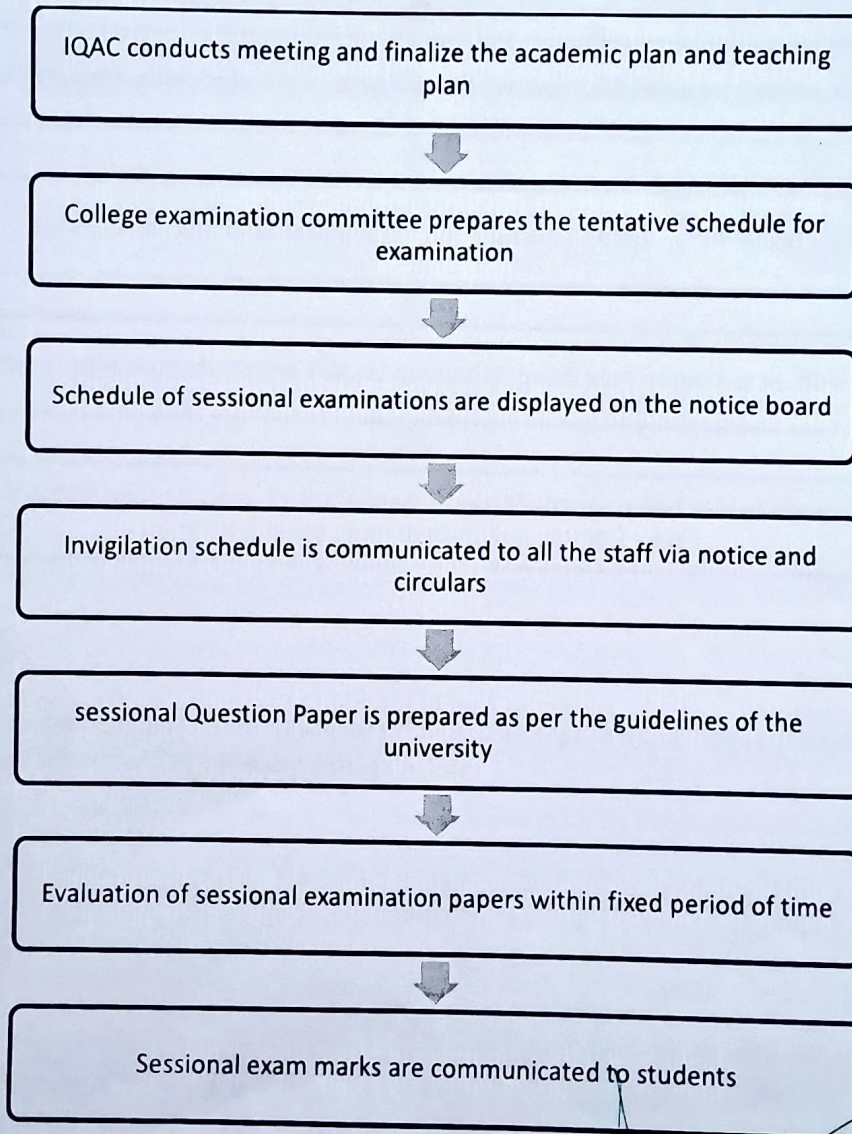 IQAC conducts meeting and finalize the academic plan and teaching
plan
College examination committee prepares the tentative schedule for
examination
Schedule of sessional examinations are displayed on the notice board
Invigilation schedule is communicated to all the staff via notice and
circulars
sessional Question Paper is prepared as per the guidelines of the
university
Evaluation of sessional examination papers within fixed period of time
Sessional exam marks are communicated to students